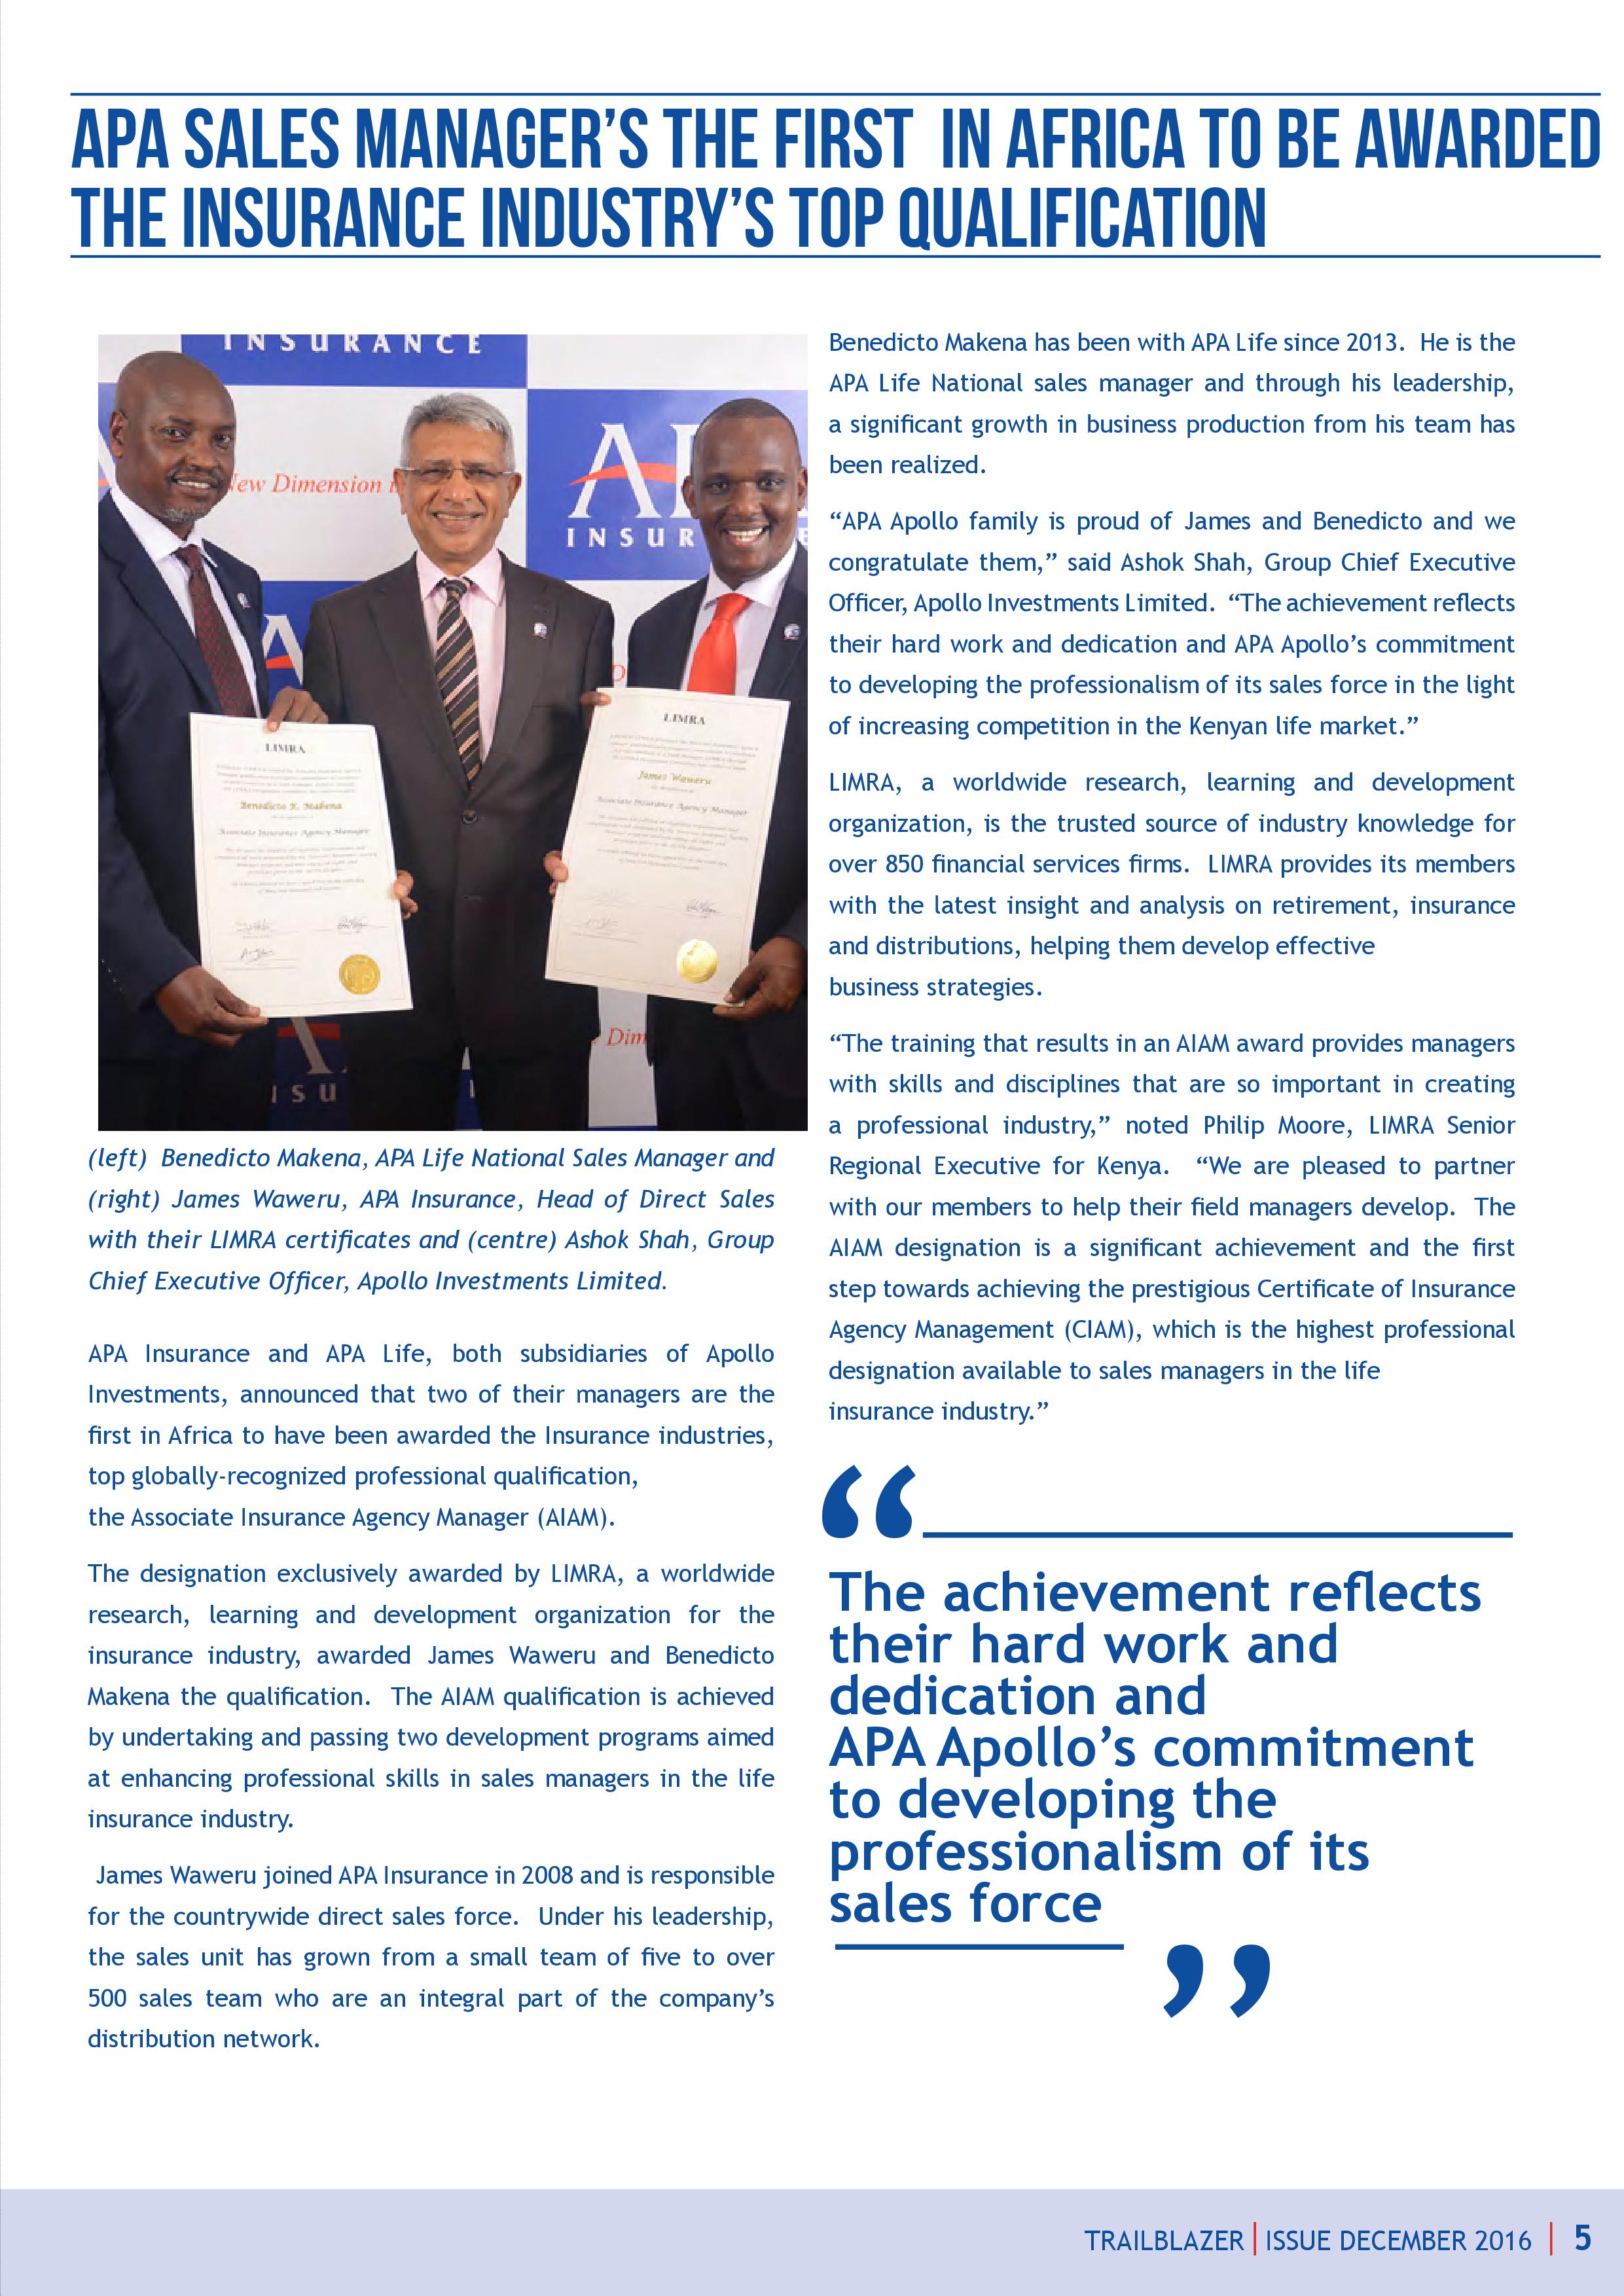 APA SALES MANAGER’S THE FIRST IN AFRICA TO BE AWARDED
THE INSURANCE INDUSTRY’S TOP QUALIFICATION
INSURANCE
New Dimension
INSUR
LIMRA
Benedicto K. Makena
Associate Insurance Agency Manager
LIMRA
James Waweru
Associate Insurance Agency Manager
Dim
INSU
(left) Benedicto Makena, APA Life National Sales Manager and
(right) James Waweru, APA Insurance, Head of Direct Sales
with their LIMRA certificates and (centre) Ashok Shah, Group
Chief Executive Officer, Apollo Investments Limited.
APA Insurance and APA Life, both subsidiaries of Apollo
Investments, announced that two of their managers are the
first in Africa to have been awarded the Insurance industries,
top globally-recognized professional qualification,
the Associate Insurance Agency Manager (AIAM).
The designation exclusively awarded by LIMRA, a worldwide
research, learning and development organization for the
insurance industry, awarded James Waweru and Benedicto
Makena the qualification. The AIAM qualification is achieved
by undertaking and passing two development programs aimed
at enhancing professional skills in sales managers in the life
insurance industry.
James Waweru joined APA Insurance in 2008 and is responsible
for the countrywide direct sales force. Under his leadership,
the sales unit has grown from a small team of five to over
500 sales team who are an integral part of the company’s
distribution network.
Benedicto Makena has been with APA Life since 2013. He is the
APA Life National sales manager and through his leadership,
a significant growth in business production from his team has
been realized.
“APA Apollo family is proud of James and Benedicto and we
congratulate them,” said Ashok Shah, Group Chief Executive
Officer, Apollo Investments Limited. “The achievement reflects
their hard work and dedication and APA Apollo’s commitment
to developing the professionalism of its sales force in the light
of increasing competition in the Kenyan life market.”
LIMRA, a worldwide research, learning and development
organization, is the trusted source of industry knowledge for
over 850 financial services firms. LIMRA provides its members
with the latest insight and analysis on retirement, insurance
and distributions, helping them develop effective
business strategies.
“The training that results in an AIAM award provides managers
with skills and disciplines that are so important in creating
a professional industry,” noted Philip Moore, LIMRA Senior
Regional Executive for Kenya. “We are pleased to partner
with our members to help their field managers develop. The
AIAM designation is a significant achievement and the first
step towards achieving the prestigious Certificate of Insurance
Agency Management (CIAM), which is the highest professional
designation available to sales managers in the life
insurance industry.”
“
The achievement reflects
their hard work and
dedication and
APA Apollo’s commitment
to developing the
professionalism of its
sales force
”
TRAILBLAZER | ISSUE DECEMBER 2016 | 5